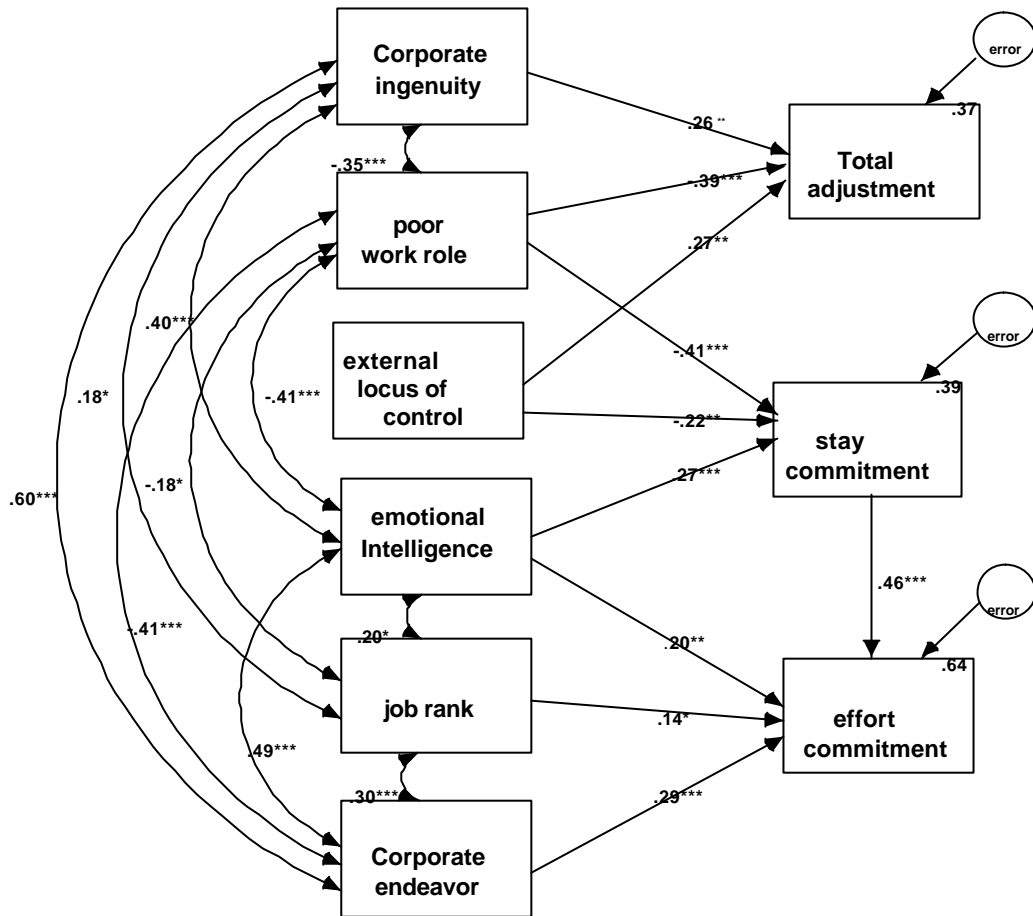 Corporate
ingenuity
error
.37
.26 **
Total
adjustment
-.35***
-.39***
poor
work role
.27**
.40***
error
-.41***
external
locus of
control
.18*
-.41***
.39
-.22**
stay
commitment
-.18*
.27***
.60***
emotional
Intelligence
.46***
error
-.41***
.20*
.20**
.64
job rank
.14*
effort
commitment
.49***
.30***
.29***
Corporate
endeavor